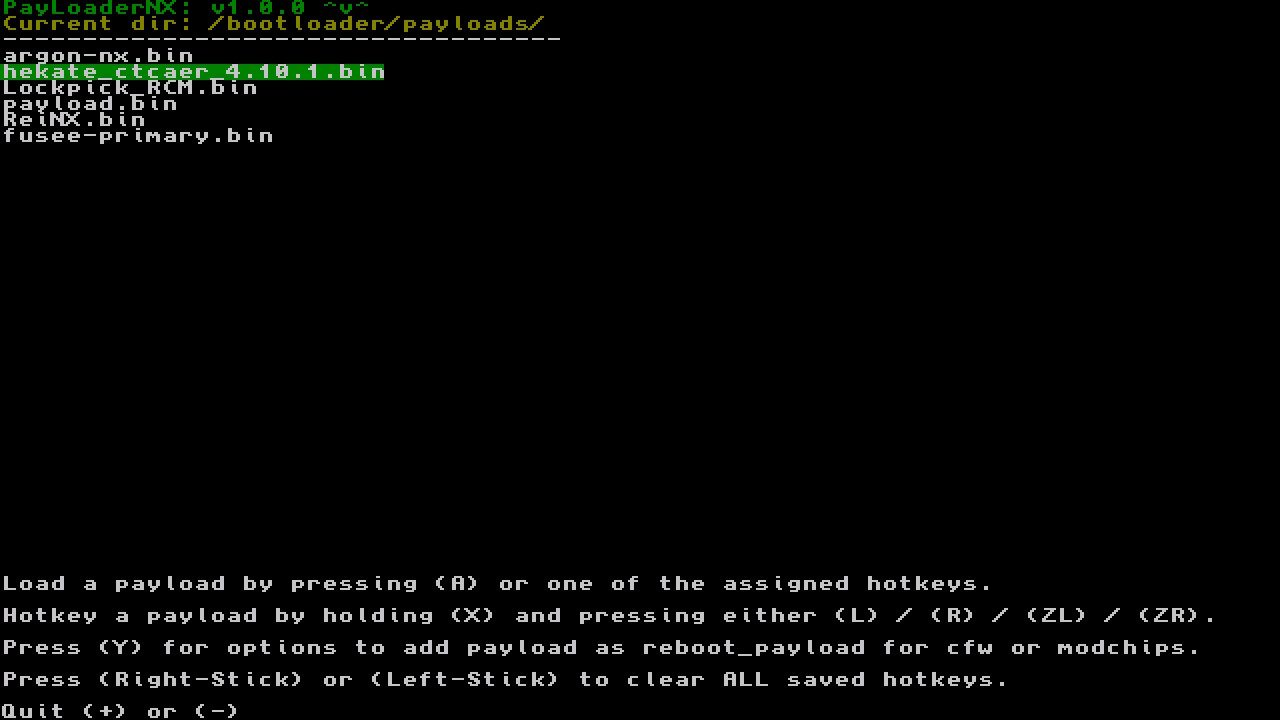 PayLoaderNX: v1.0.0 ^v^
Current dir: /bootloader/payloads/
-----------------------------------
argon-nx.bin
hekate_ctcaer_4.10.1.bin
Lockpick_RCM.bin
payload.bin
ReiNX.bin
fusee-primary.bin
Load a payload by pressing (A) or one of the assigned hotkeys.
Hotkey a payload by holding (X) and pressing either (L) / (R) / (ZL) / (ZR).
Press (Y) for options to add payload as reboot_payload for cfw or modchips.
Press (Right-Stick) or (Left-Stick) to clear ALL saved hotkeys.
Quit (+) or (-)